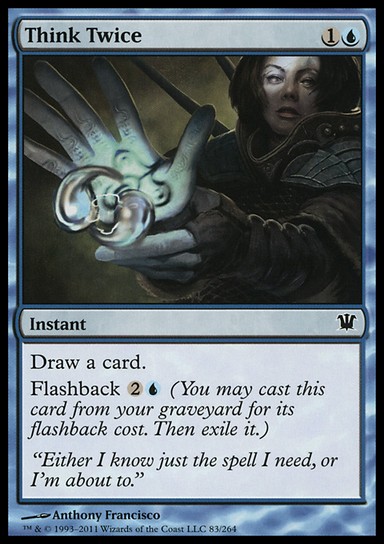 Think Twice 1
Instant
Draw a card.
Flashback 2 (You may cast this
card from your graveyard for its
flashback cost. Then exile it.)
“Either I know just the spell I need, or
I’m about to.”
Anthony Francisco
™ & © 1993–2011 Wizards of the Coast LLC 83/264